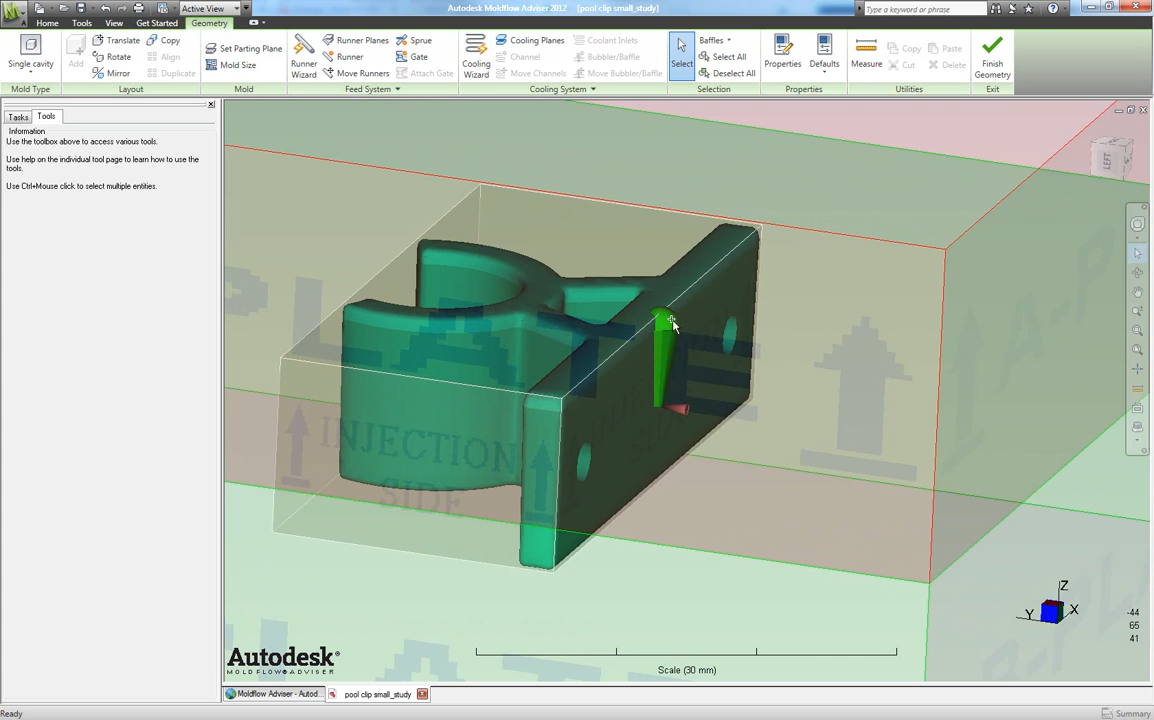 Active View
Autodesk Moldflow Adviser 2012 [pool clip small_study]
Type a keyword or phrase
Home Tools View Get Started Geometry
Single cavity
Mold Type
Add
Translate Copy
Rotate Align
Mirror Duplicate
Layout
Set Parting Plane
Mold Size
Mold
Runner Wizard
Runner Planes Sprue
Runner Gate
Move Runners Attach Gate
Feed System
Cooling Wizard
Cooling Planes Coolant Inlets
Channel Bubbler/Baffle
Move Channels Move Bubbler/Baffle
Cooling System
Select
Baffles
Select All
Deselect All
Selection
Properties Defaults
Properties
Measure
Copy Paste
Cut Delete
Utilities
Finish Geometry
Exit
Tasks Tools
Information
Use the toolbox above to access various tools.
Use help on the individual tool page to learn how to use the
tools.
Use Ctrl+Mouse click to select multiple entities.
LEFT
PLATE
INJECTION
SIDE
A-P
Z
Y X
-44
65
41
Autodesk®
MOLDFLOW® ADVISER
Scale (30 mm)
Moldflow Adviser - Autod... pool clip small_study
Ready
Summary